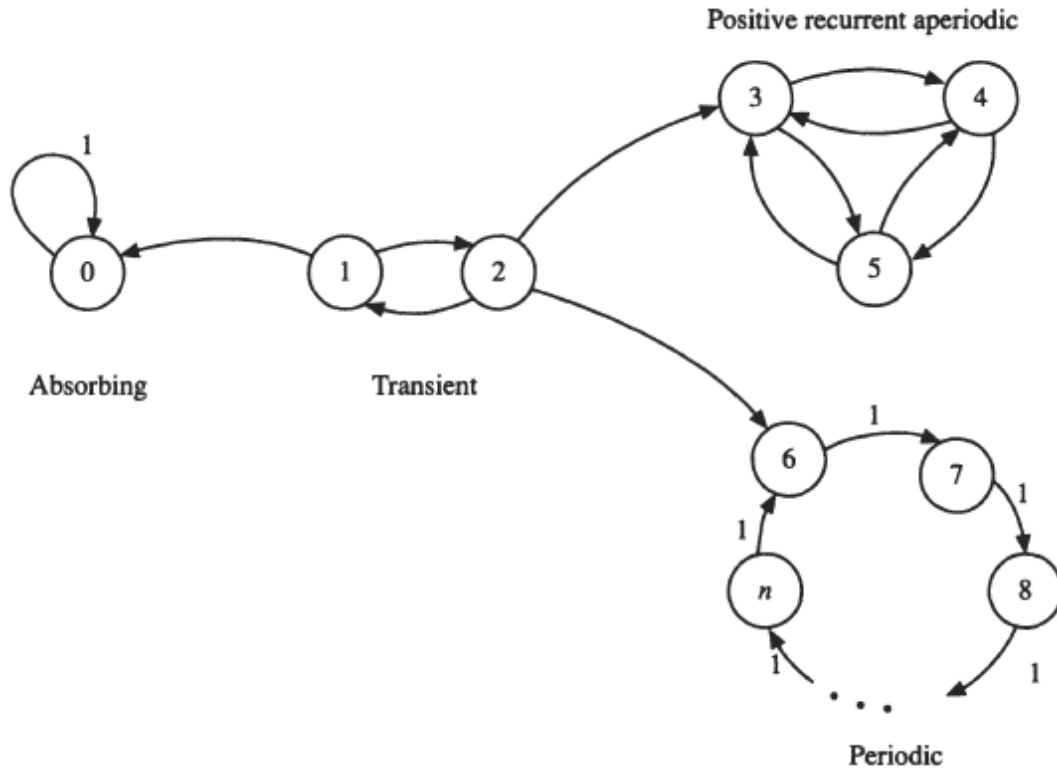 Positive recurrent aperiodic
3
4
1
0
1
2
5
Absorbing
Transient
6
1
7
1
1
n
8
1
1
. . .
Periodic